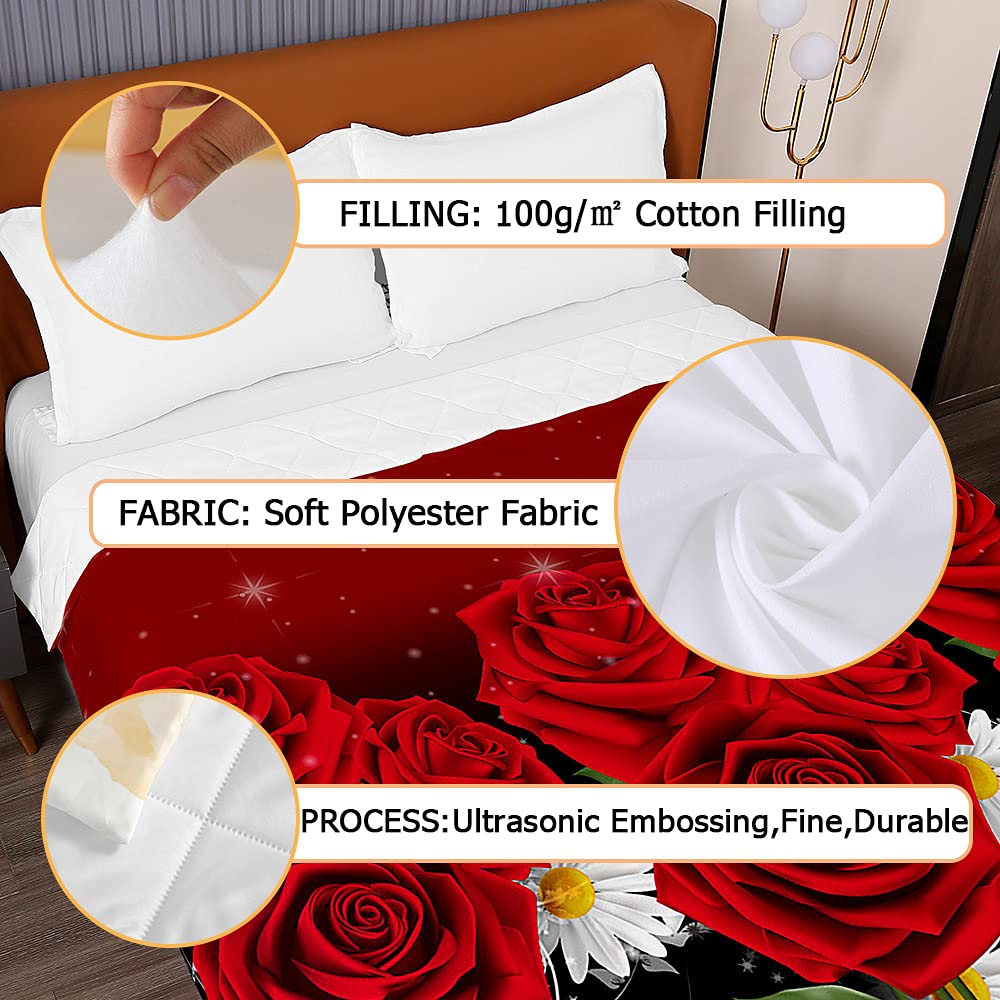 FILLING: 100g/㎡ Cotton Filling
FABRIC: Soft Polyester Fabric
PROCESS:Ultrasonic Embossing,Fine,Durable